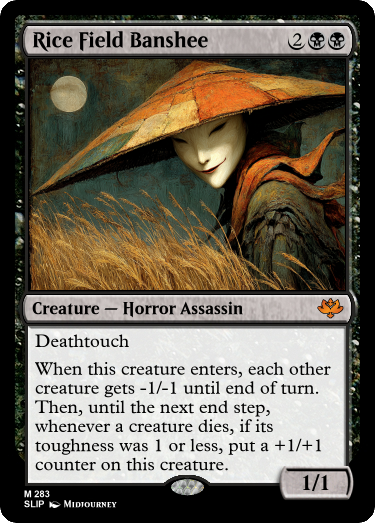 Rice Field Banshee 2
Creature — Horror Assassin
Deathtouch
When this creature enters, each other
creature gets -1/-1 until end of turn.
Then, until the next end step,
whenever a creature dies, if its
toughness was 1 or less, put a +1/+1
counter on this creature.
1/1
M 283
SLIP Midjourney